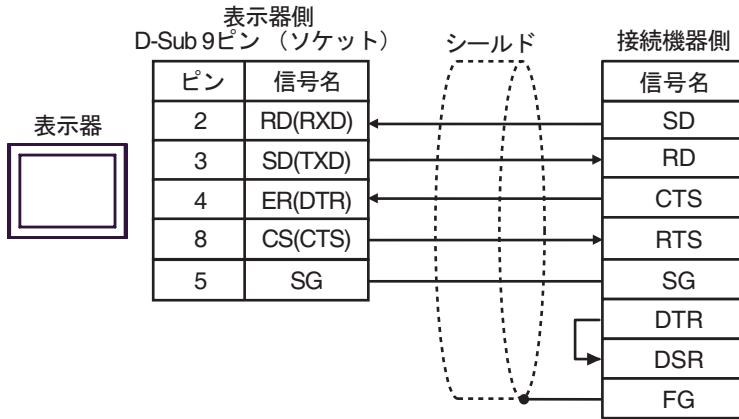 表示器側
D-Sub 9ピン （ソケット）
シールド
接続機器側
ピン 信号名
信号名
表示器
2 RD(RXD)
SD
3 SD(TXD)
RD
4 ER(DTR)
CTS
8 CS(CTS)
RTS
5 SG
SG
DTR
DSR
FG